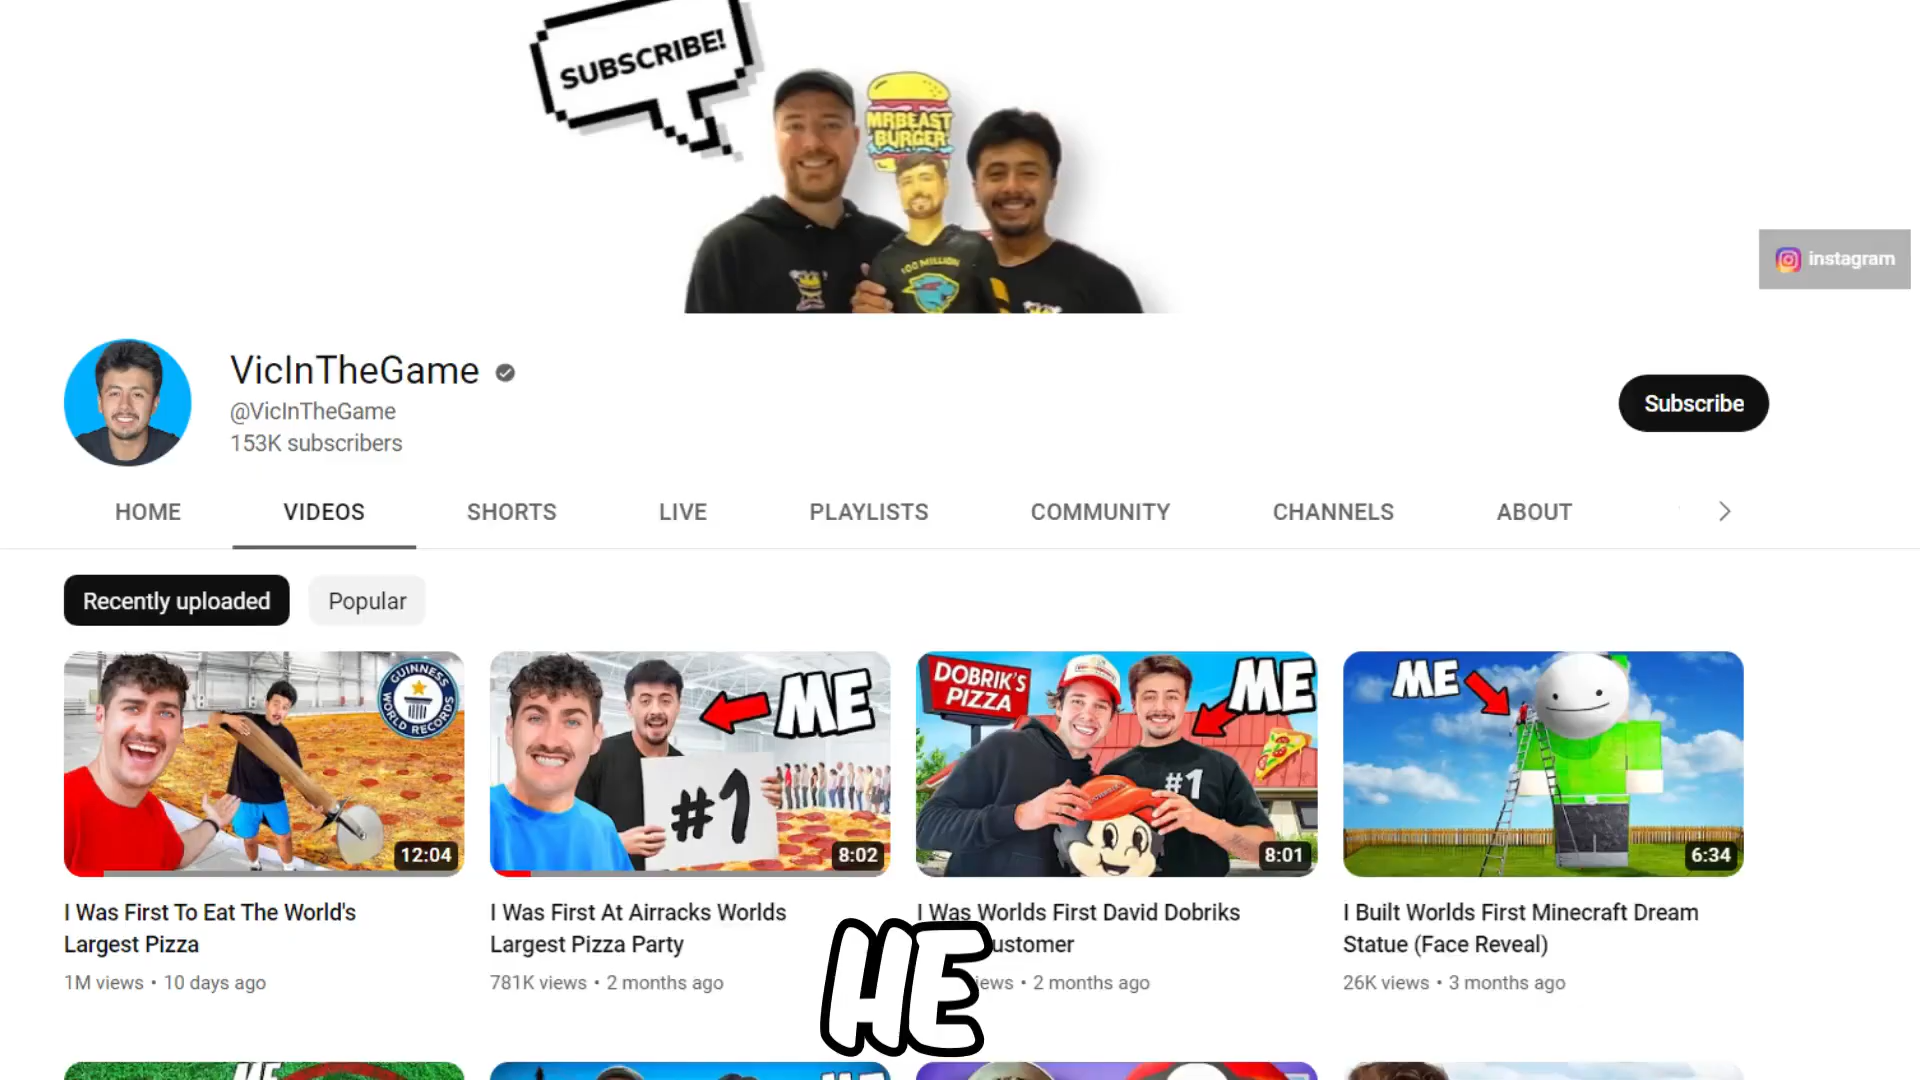 SUBSCRIBE!
MRBEAST
BURGER
100 MILLION
instagram
VicInTheGame
@VicInTheGame
153K subscribers
Subscribe
HOME
VIDEOS
SHORTS
LIVE
PLAYLISTS
COMMUNITY
CHANNELS
ABOUT
Recently uploaded
Popular
GUINNESS
WORLD RECORDS
12:04
ME
#1
8:02
DOBRIK'S
PIZZA
ME
#1
8:01
ME
6:34
I Was First To Eat The World's
Largest Pizza
1M views • 10 days ago
I Was First At Airracks Worlds
Largest Pizza Party
781K views • 2 months ago
I Was Worlds First David Dobriks
ustomer
iews • 2 months ago
I Built Worlds First Minecraft Dream
Statue (Face Reveal)
26K views • 3 months ago
HE